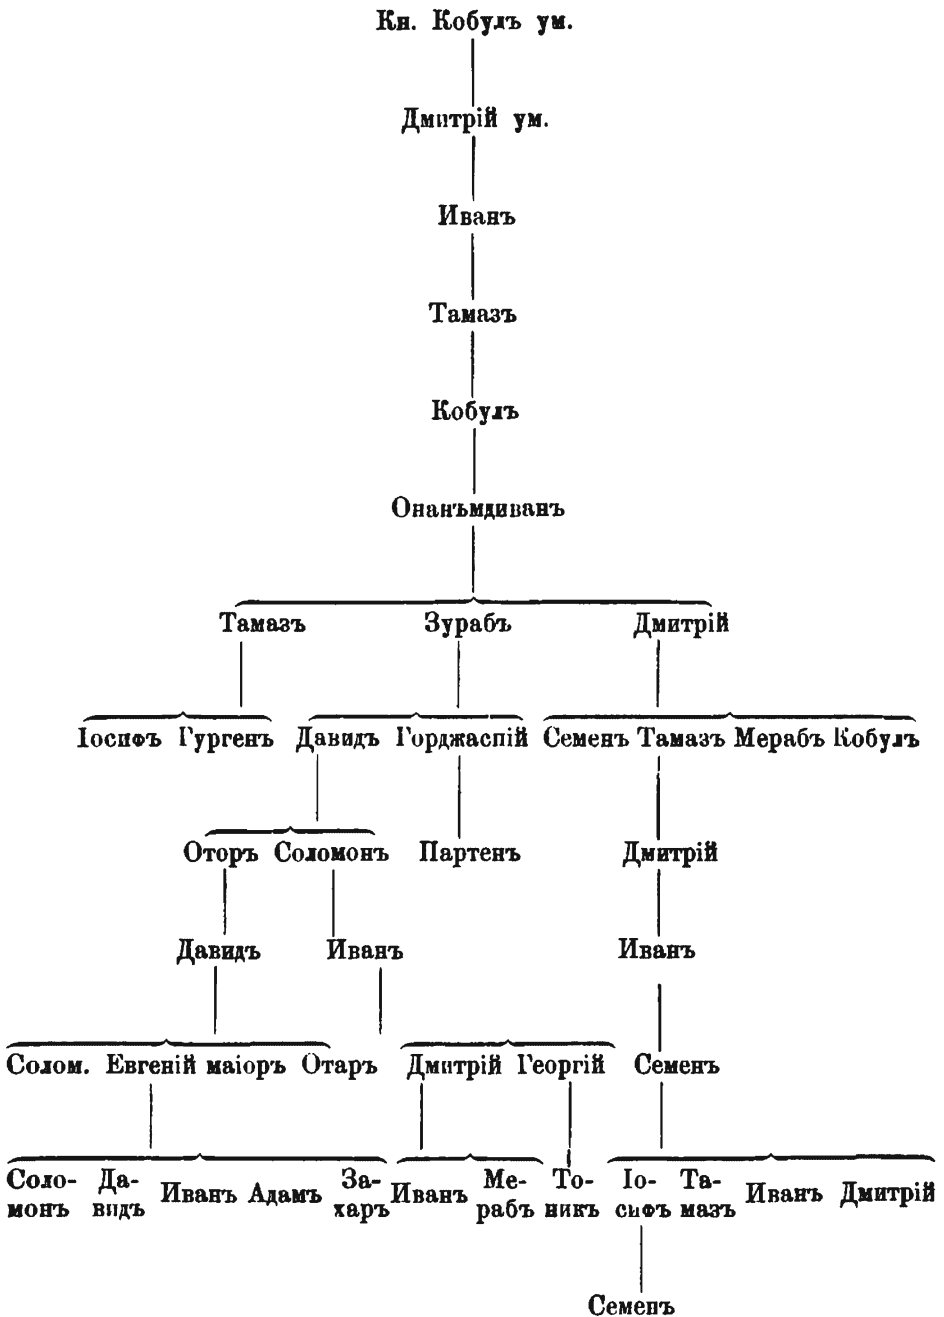 Кн. Кобулъ ум.
Дмитрій ум.
Иванъ
Тамазъ
Кобулъ
Онанъмдиванъ
Тамазъ Зурабъ Дмитрій
Іосифъ Гургенъ Давидъ Горджаспій Семенъ Тамазъ Мерабъ Кобулъ
Оторъ Соломонъ Партенъ Дмитрій
Давидъ Иванъ Иванъ
Солом. Евгеній маіоръ Отаръ Дмитрій Георгій Семенъ
Соло- Да- За- Ме- То- Іо- Та-
Иванъ Адамъ Иванъ Иванъ Дмитрій
монъ видъ харъ рабъ никъ сифъ мазъ
Семенъ